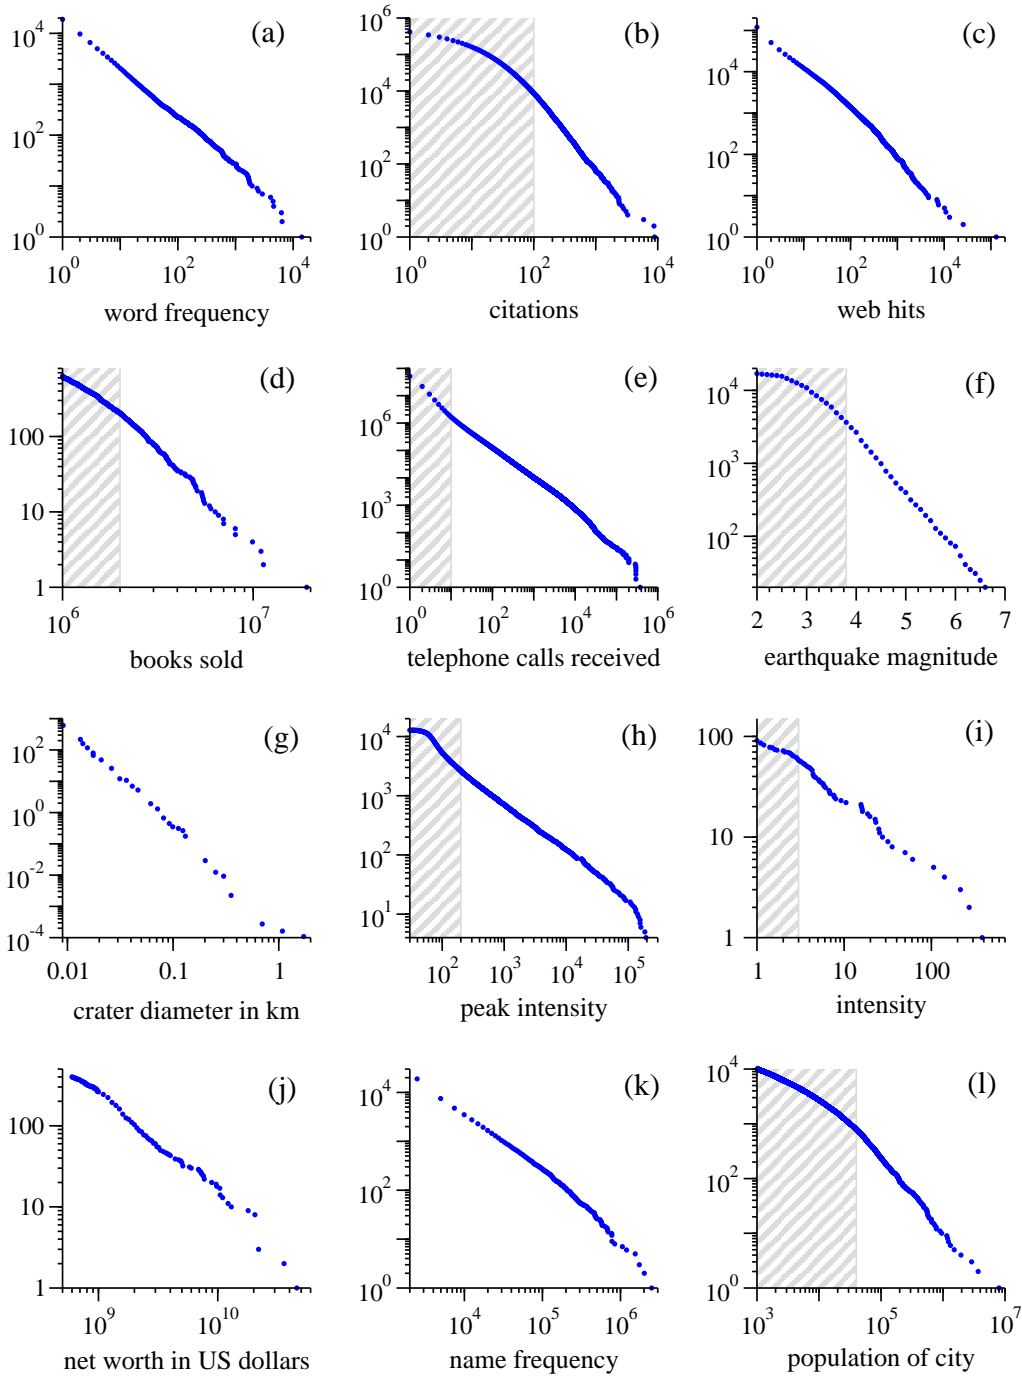 (a)
10^4
10^2
10^0
10^0 10^2 10^4
word frequency
(b)
10^6
10^4
10^2
10^0
10^0 10^2 10^4
citations
(c)
10^4
10^2
10^0
10^0 10^2 10^4
web hits
(d)
100
10
1
10^6 10^7
books sold
(e)
10^6
10^3
10^0
10^0 10^2 10^4 10^6
telephone calls received
(f)
10^4
10^3
10^2
2 3 4 5 6 7
earthquake magnitude
(g)
10^2
10^0
10^-2
10^-4
0.01 0.1 1
crater diameter in km
(h)
10^4
10^3
10^2
10^1
10^2 10^3 10^4 10^5
peak intensity
(i)
100
10
1
1 10 100
intensity
(j)
100
10
1
10^9 10^10
net worth in US dollars
(k)
10^4
10^2
10^0
10^4 10^5 10^6
name frequency
(l)
10^4
10^2
10^0
10^3 10^5 10^7
population of city